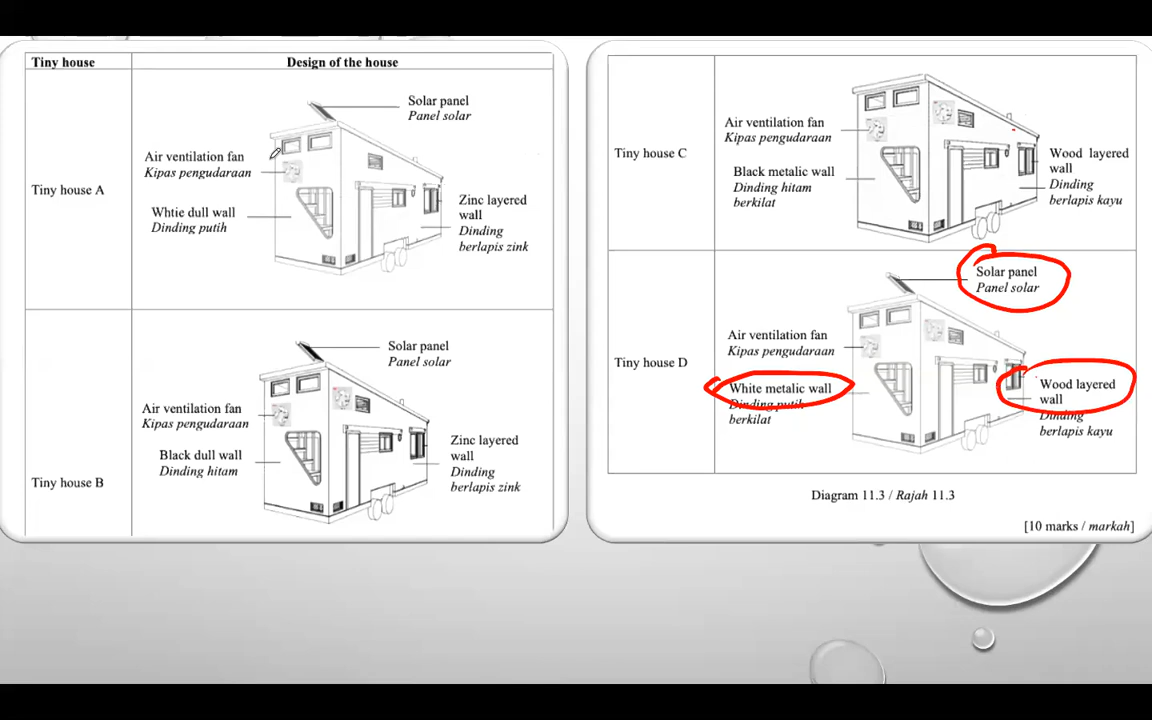 Tiny house
Design of the house
Tiny house A
Solar panel
Panel solar
Air ventilation fan
Kipas pengudaraan
Whtie dull wall
Dinding putih
Zinc layered
wall
Dinding
berlapis zink
Tiny house B
Solar panel
Panel solar
Air ventilation fan
Kipas pengudaraan
Black dull wall
Dinding hitam
Zinc layered
wall
Dinding
berlapis zink
Tiny house C
Air ventilation fan
Kipas pengudaraan
Black metalic wall
Dinding hitam
berkilat
Wood layered
wall
Dinding
berlapis kayu
Tiny house D
Solar panel
Panel solar
Air ventilation fan
Kipas pengudaraan
White metalic wall
Dinding putih
berkilat
Wood layered
wall
Dinding
berlapis kayu
Diagram 11.3 / Rajah 11.3
[10 marks / markah]